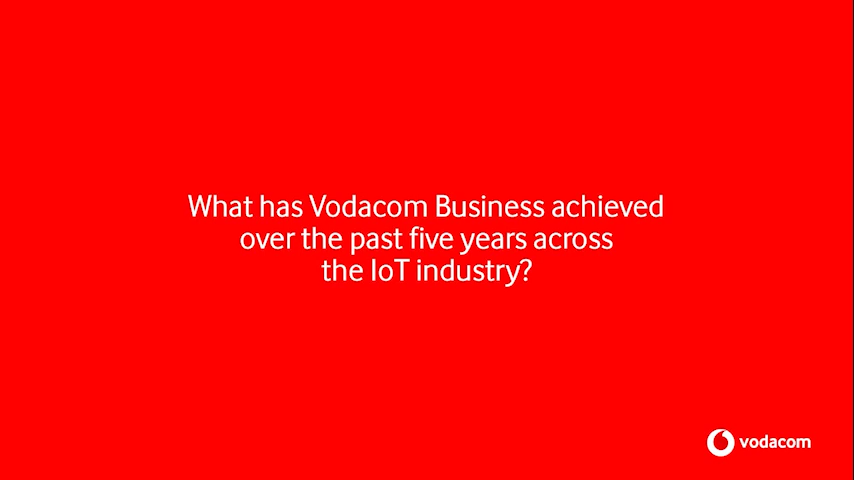 What has Vodacom Business achieved
over the past five years across
the IoT industry?
vodacom